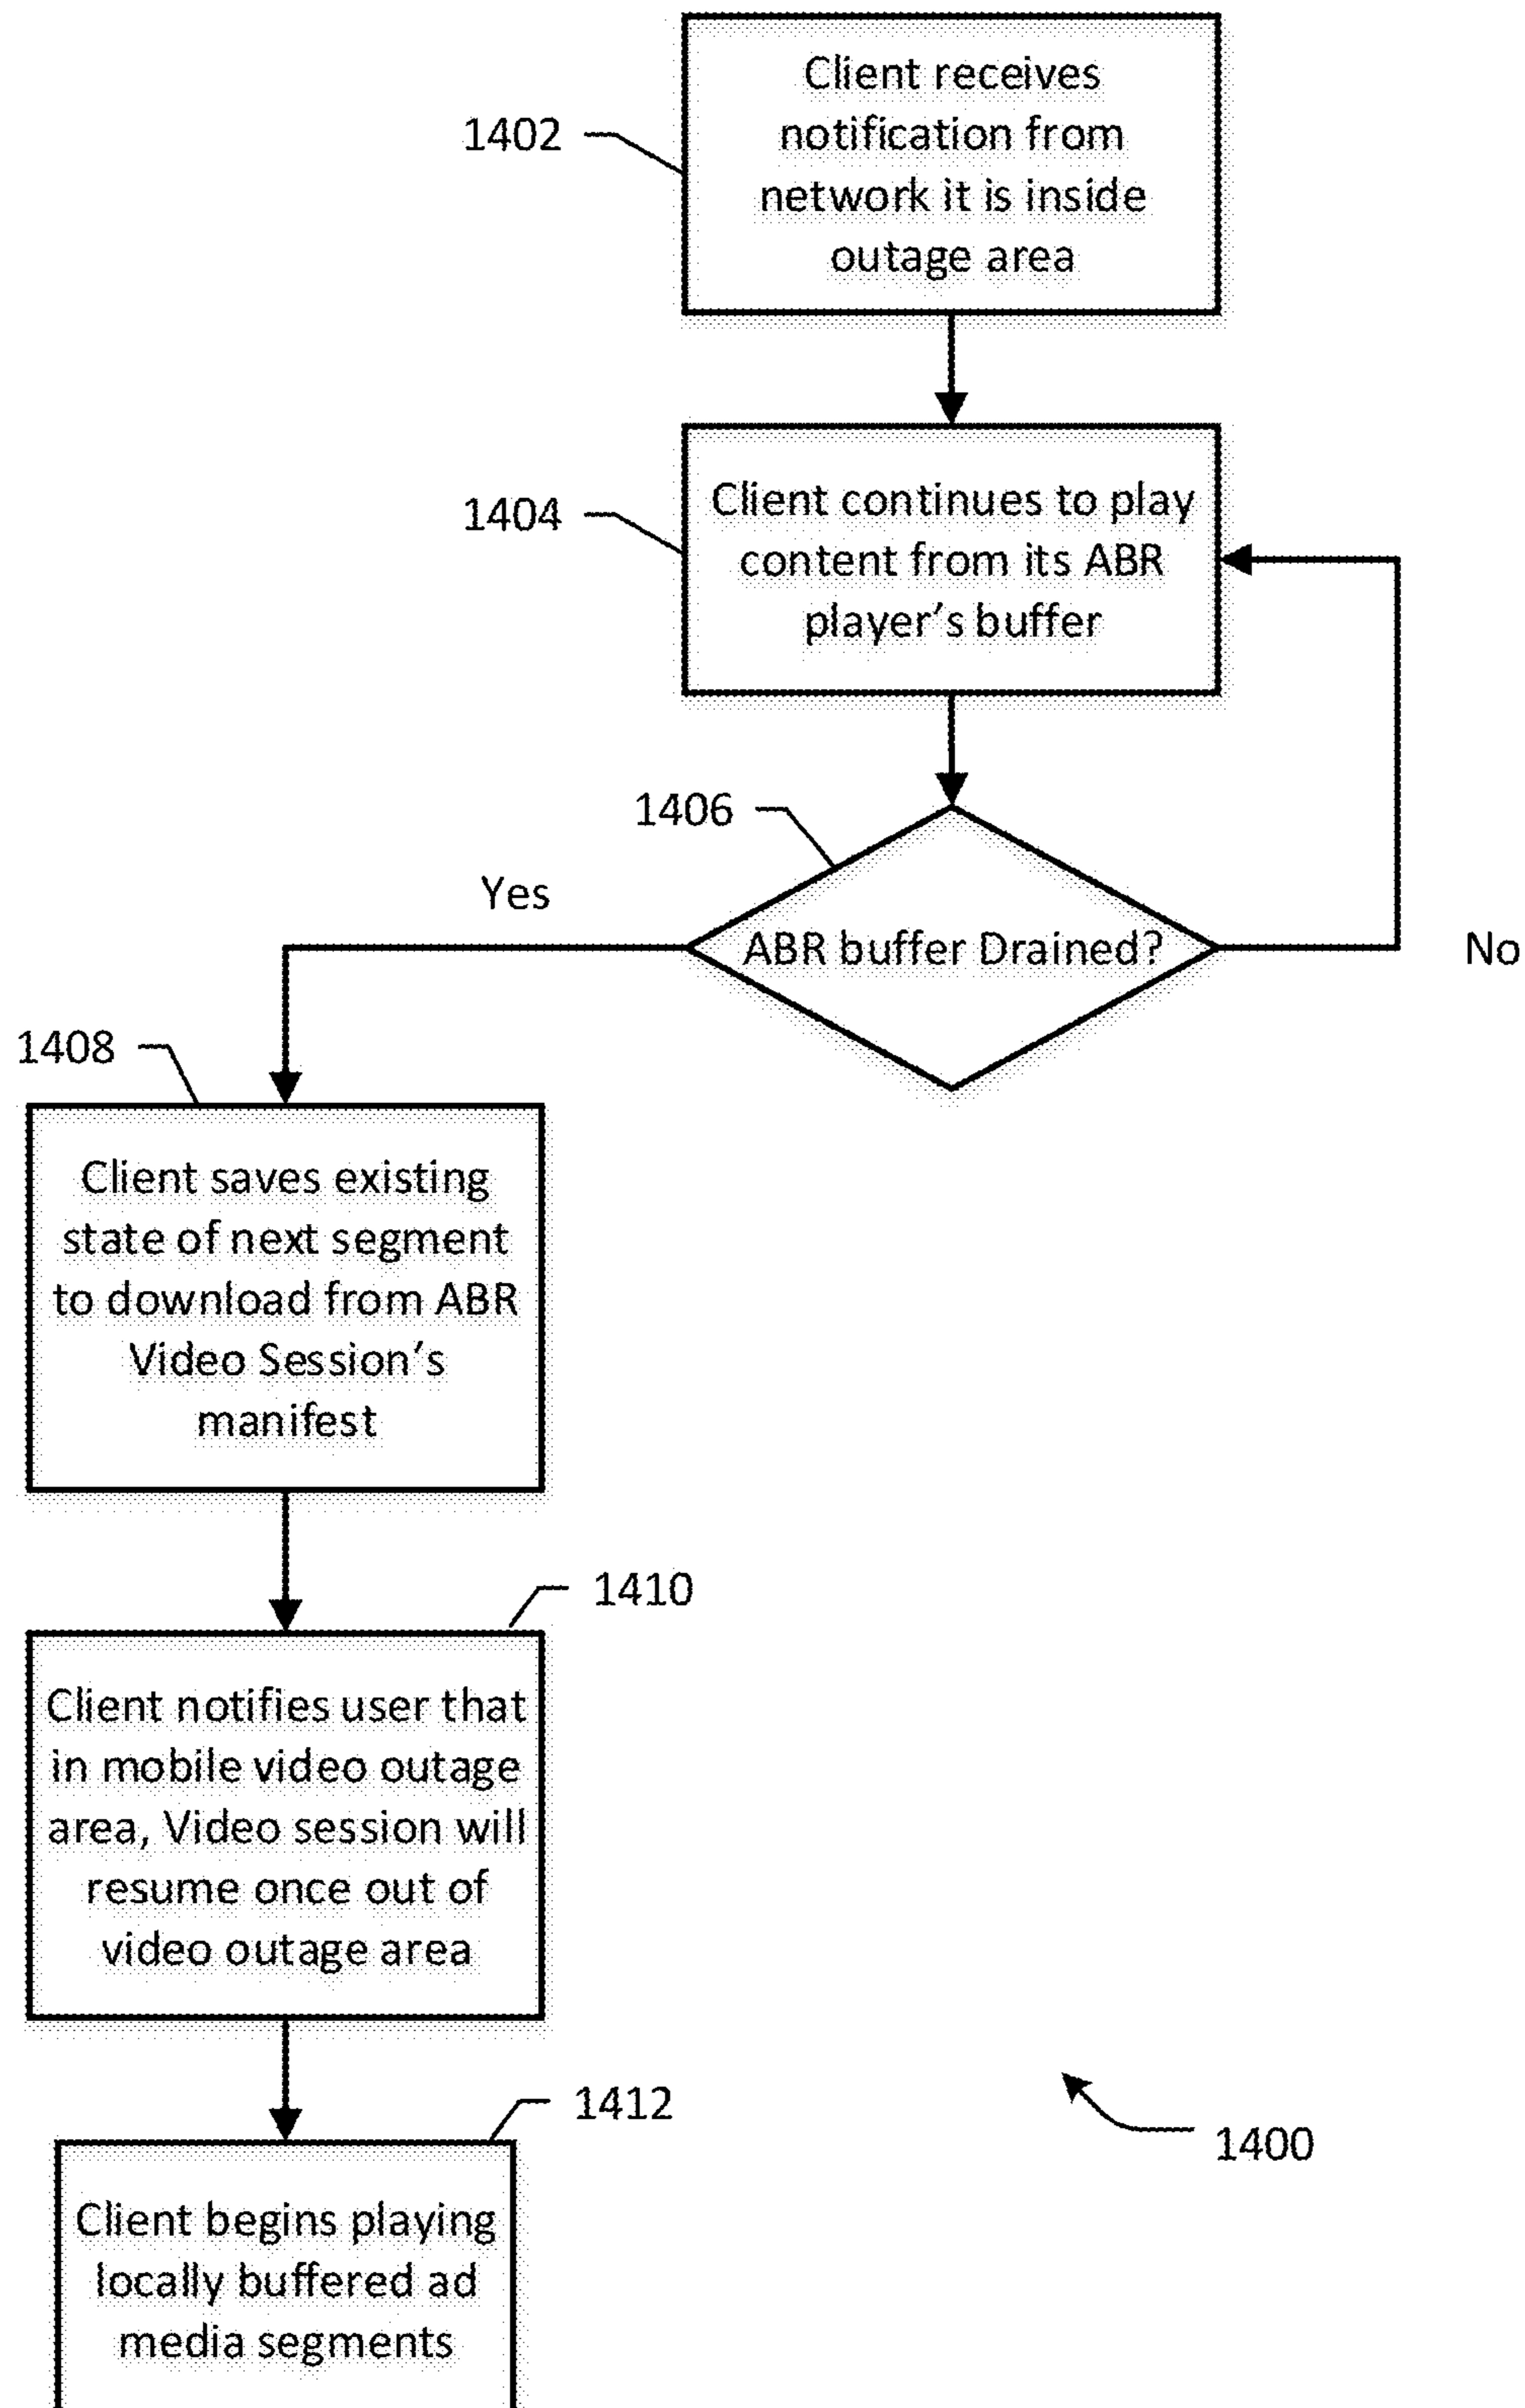 1402
Client receives
notification from
network it is inside
outage area
1404
Client continues to play
content from its ABR
player's buffer
1406
Yes
ABR buffer Drained?
No
1408
Client saves existing
state of next segment
to download from ABR
Video Session's
manifest
1410
Client notifies user that
in mobile video outage
area, Video session will
resume once out of
video outage area
1412
1400
Client begins playing
locally buffered ad
media segments